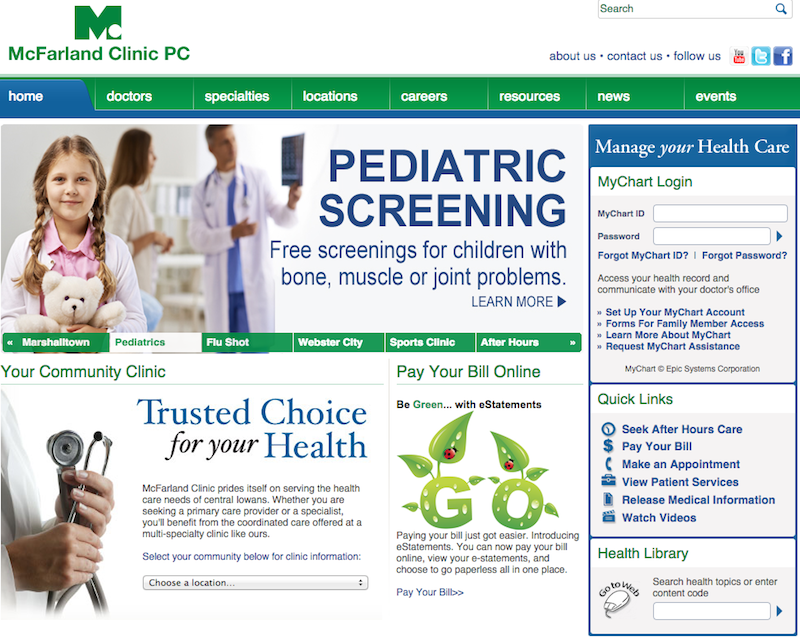 Search
McFarland Clinic PC
about us • contact us • follow us
You Tube
home
doctors
specialties
locations
careers
resources
news
events
PEDIATRIC
SCREENING
Free screenings for children with
bone, muscle or joint problems.
LEARN MORE
« Marshalltown
Pediatrics
Flu Shot
Webster City
Sports Clinic
After Hours »
Your Community Clinic
Trusted Choice
for your Health
McFarland Clinic prides itself on serving the health
care needs of central Iowans. Whether you are
seeking a primary care provider or a specialist,
you'll benefit from the coordinated care offered at a
multi-specialty clinic like ours.
Select your community below for clinic information:
Choose a location...
Pay Your Bill Online
Be Green... with eStatements
GO
Paying your bill just got easier. Introducing
eStatements. You can now pay your bill
online, view your e-statements, and
choose to go paperless all in one place.
Pay Your Bill>>
Manage your Health Care
MyChart Login
MyChart ID
Password
Forgot MyChart ID? | Forgot Password?
Access your health record and
communicate with your doctor's office
» Set Up Your MyChart Account
» Forms For Family Member Access
» Learn More About MyChart
» Request MyChart Assistance
MyChart © Epic Systems Corporation
Quick Links
Seek After Hours Care
$ Pay Your Bill
Make an Appointment
View Patient Services
Release Medical Information
Watch Videos
Health Library
Go to Web
Search health topics or enter
content code